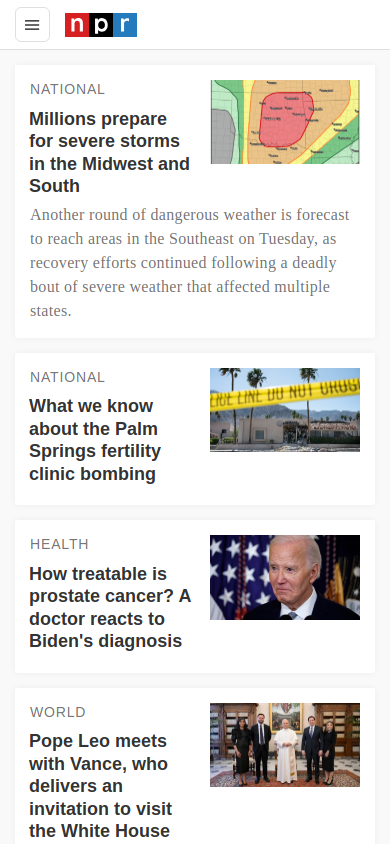 npr
NATIONAL
Millions prepare
for severe storms
in the Midwest and
South
Another round of dangerous weather is forecast
to reach areas in the Southeast on Tuesday, as
recovery efforts continued following a deadly
bout of severe weather that affected multiple
states.
NATIONAL
What we know
about the Palm
Springs fertility
clinic bombing
LINE DO NOT
HEALTH
How treatable is
prostate cancer? A
doctor reacts to
Biden's diagnosis
WORLD
Pope Leo meets
with Vance, who
delivers an
invitation to visit
the White House